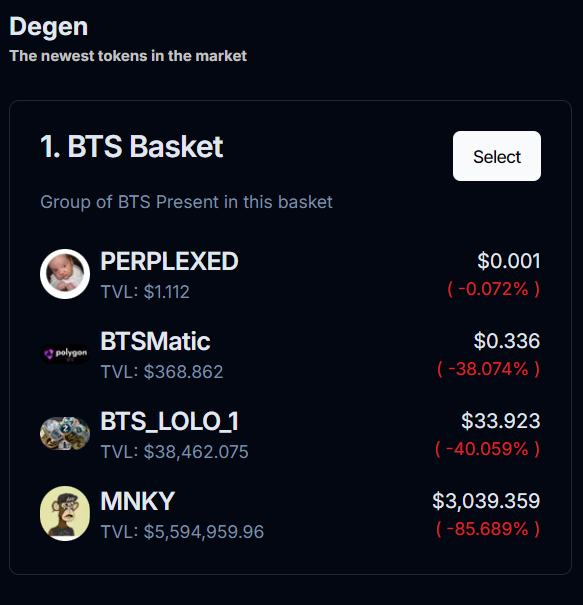 Degen
The newest tokens in the market
1. BTS Basket
Select
Group of BTS Present in this basket
PERPLEXED
$0.001
TVL: $1.112
( -0.072% )
polygon
BTSMatic
$0.336
TVL: $368.862
( -38.074% )
BTS_LOLO_1
$33.923
TVL: $38,462.075
( -40.059% )
MNKY
$3,039.359
TVL: $5,594,959.96
( -85.689% )